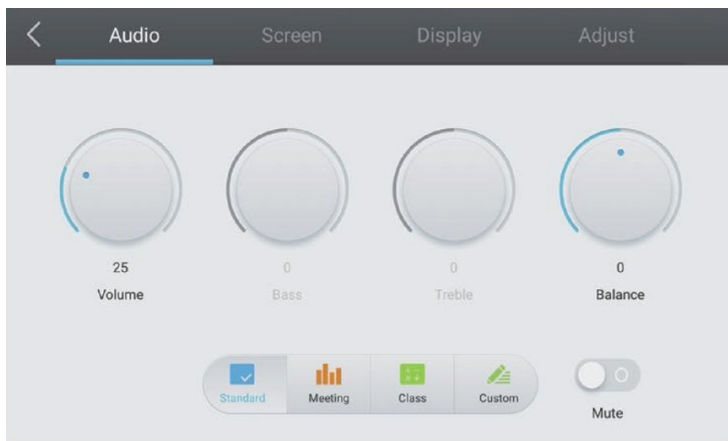 Audio Screen Display Adjust
25 0 0 0
Volume Bass Treble Balance
Standard Meeting Class Custom
Mute